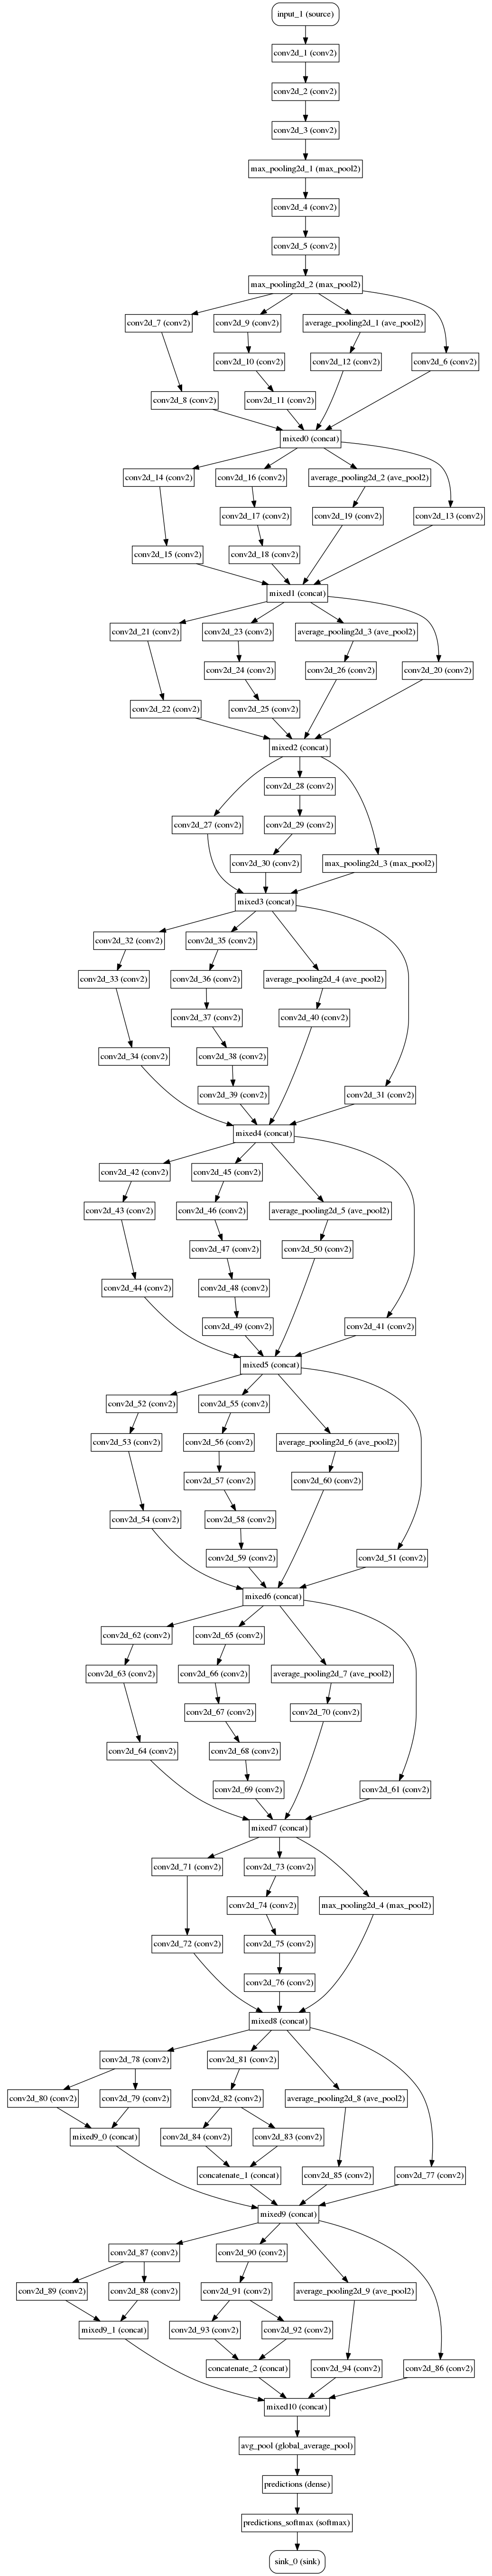 input_1 (source)
conv2d_1 (conv2)
conv2d_2 (conv2)
conv2d_3 (conv2)
max_pooling2d_1 (max_pool2)
conv2d_4 (conv2)
conv2d_5 (conv2)
max_pooling2d_2 (max_pool2)
conv2d_7 (conv2)
conv2d_9 (conv2)
average_pooling2d_1 (ave_pool2)
conv2d_10 (conv2)
conv2d_12 (conv2)
conv2d_6 (conv2)
conv2d_8 (conv2)
conv2d_11 (conv2)
mixed0 (concat)
conv2d_14 (conv2)
conv2d_16 (conv2)
average_pooling2d_2 (ave_pool2)
conv2d_17 (conv2)
conv2d_19 (conv2)
conv2d_13 (conv2)
conv2d_15 (conv2)
conv2d_18 (conv2)
mixed1 (concat)
conv2d_21 (conv2)
conv2d_23 (conv2)
average_pooling2d_3 (ave_pool2)
conv2d_24 (conv2)
conv2d_26 (conv2)
conv2d_20 (conv2)
conv2d_22 (conv2)
conv2d_25 (conv2)
mixed2 (concat)
conv2d_28 (conv2)
conv2d_27 (conv2)
conv2d_29 (conv2)
conv2d_30 (conv2)
max_pooling2d_3 (max_pool2)
mixed3 (concat)
conv2d_32 (conv2)
conv2d_35 (conv2)
conv2d_33 (conv2)
conv2d_36 (conv2)
average_pooling2d_4 (ave_pool2)
conv2d_37 (conv2)
conv2d_40 (conv2)
conv2d_34 (conv2)
conv2d_38 (conv2)
conv2d_39 (conv2)
conv2d_31 (conv2)
mixed4 (concat)
conv2d_42 (conv2)
conv2d_45 (conv2)
conv2d_43 (conv2)
conv2d_46 (conv2)
average_pooling2d_5 (ave_pool2)
conv2d_47 (conv2)
conv2d_50 (conv2)
conv2d_44 (conv2)
conv2d_48 (conv2)
conv2d_49 (conv2)
conv2d_41 (conv2)
mixed5 (concat)
conv2d_52 (conv2)
conv2d_55 (conv2)
conv2d_53 (conv2)
conv2d_56 (conv2)
average_pooling2d_6 (ave_pool2)
conv2d_57 (conv2)
conv2d_60 (conv2)
conv2d_54 (conv2)
conv2d_58 (conv2)
conv2d_59 (conv2)
conv2d_51 (conv2)
mixed6 (concat)
conv2d_62 (conv2)
conv2d_65 (conv2)
conv2d_63 (conv2)
conv2d_66 (conv2)
average_pooling2d_7 (ave_pool2)
conv2d_67 (conv2)
conv2d_70 (conv2)
conv2d_64 (conv2)
conv2d_68 (conv2)
conv2d_69 (conv2)
conv2d_61 (conv2)
mixed7 (concat)
conv2d_71 (conv2)
conv2d_73 (conv2)
conv2d_74 (conv2)
max_pooling2d_4 (max_pool2)
conv2d_72 (conv2)
conv2d_75 (conv2)
conv2d_76 (conv2)
mixed8 (concat)
conv2d_78 (conv2)
conv2d_81 (conv2)
conv2d_80 (conv2)
conv2d_79 (conv2)
conv2d_82 (conv2)
average_pooling2d_8 (ave_pool2)
mixed9_0 (concat)
conv2d_84 (conv2)
conv2d_83 (conv2)
concatenate_1 (concat)
conv2d_85 (conv2)
conv2d_77 (conv2)
mixed9 (concat)
conv2d_87 (conv2)
conv2d_90 (conv2)
conv2d_89 (conv2)
conv2d_88 (conv2)
conv2d_91 (conv2)
average_pooling2d_9 (ave_pool2)
mixed9_1 (concat)
conv2d_93 (conv2)
conv2d_92 (conv2)
concatenate_2 (concat)
conv2d_94 (conv2)
conv2d_86 (conv2)
mixed10 (concat)
avg_pool (global_average_pool)
predictions (dense)
predictions_softmax (softmax)
sink_0 (sink)